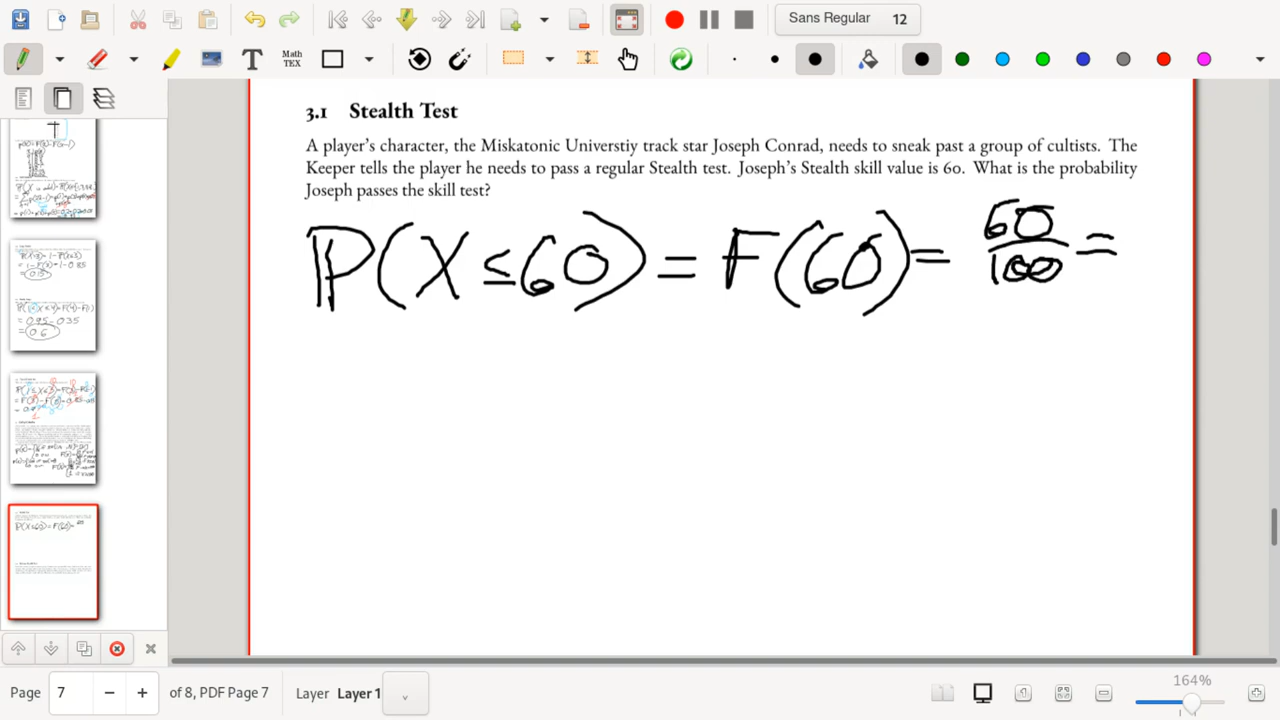 Sans Regular 12
T Math TEX
3.1 Stealth Test
A player's character, the Miskatonic Universtiy track star Joseph Conrad, needs to sneak past a group of cultists. The
Keeper tells the player he needs to pass a regular Stealth test. Joseph's Stealth skill value is 60. What is the probability
Joseph passes the skill test?
P(X ≤ 60) = F(60) = 60/100 =
Page 7 of 8, PDF Page 7 Layer Layer 1 164%